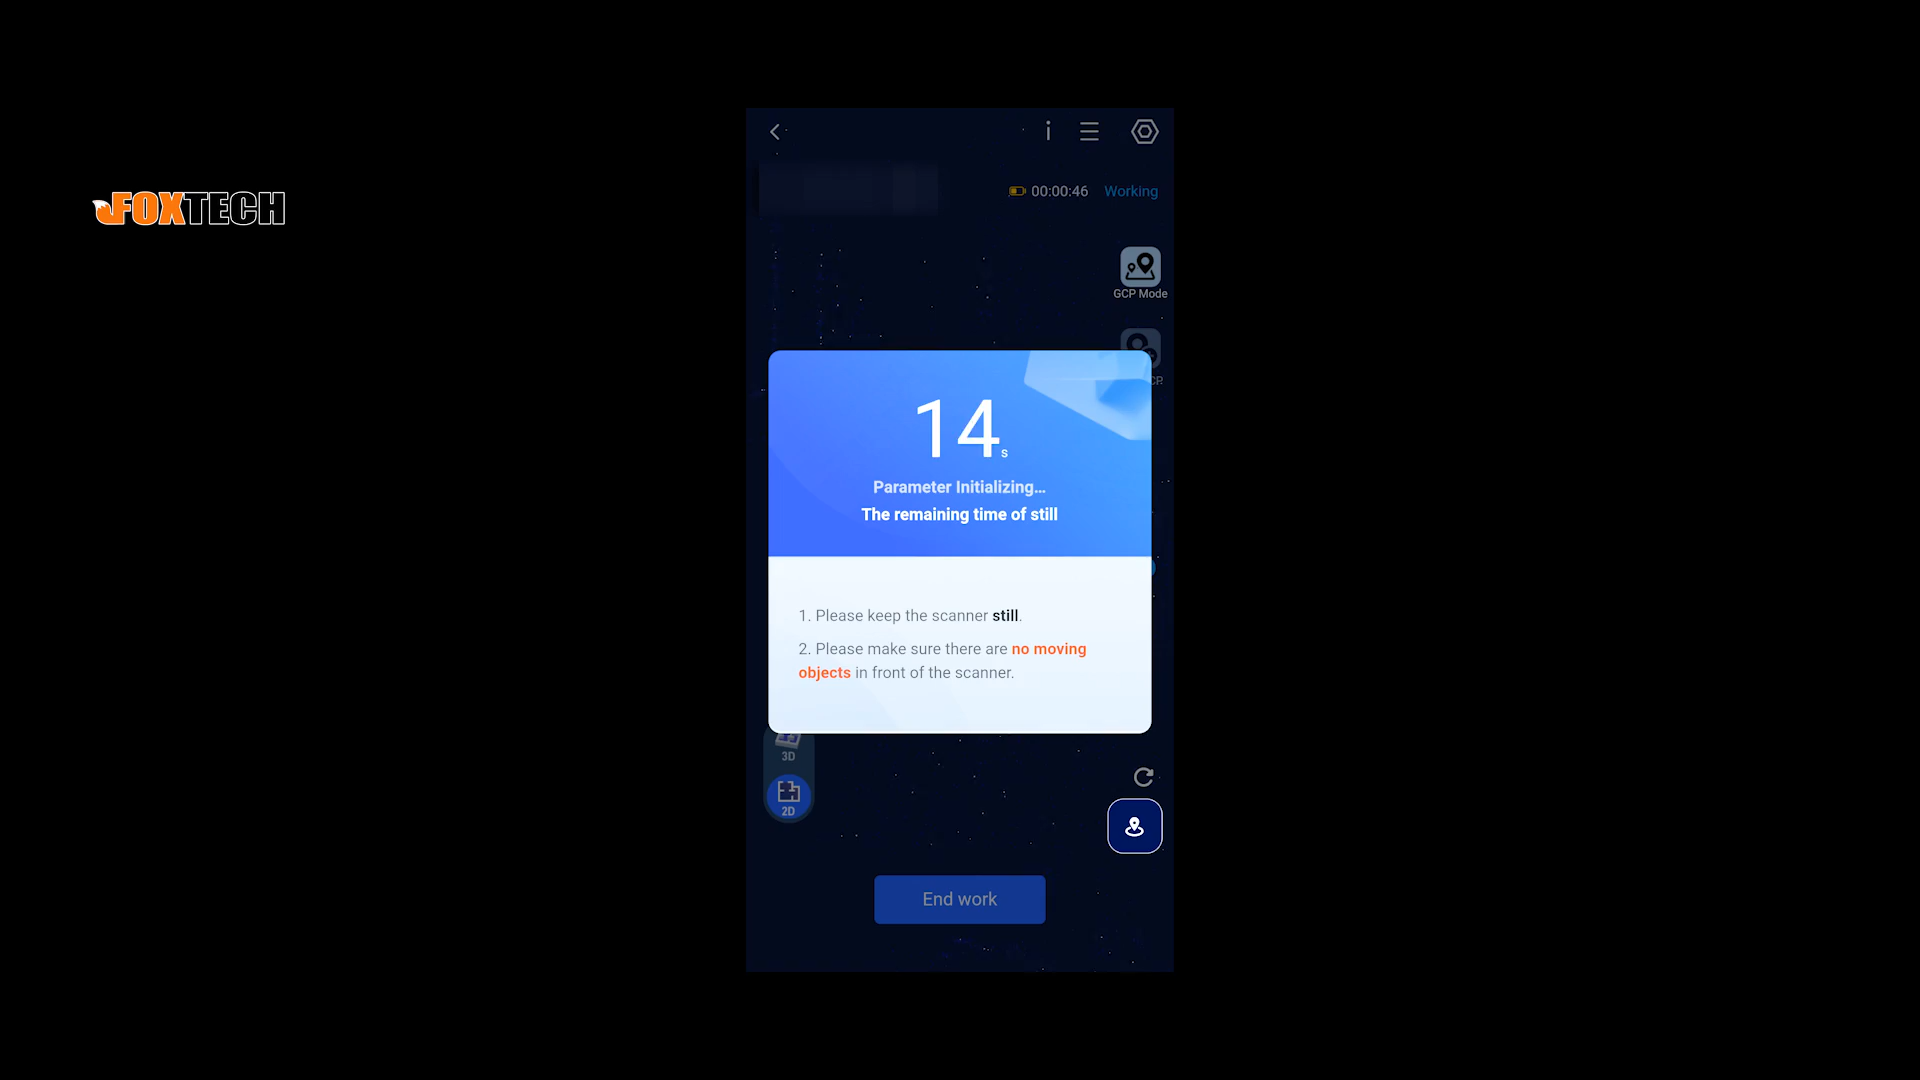 FOXTECH
00:00:46 Working
GCP Mode
14s
Parameter Initializing...
The remaining time of still
1. Please keep the scanner still.
2. Please make sure there are no moving
objects in front of the scanner.
3D
2D
End work